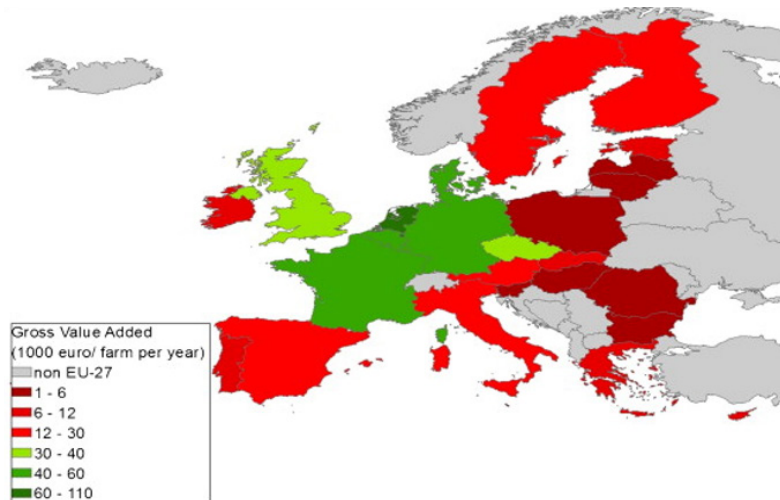 Gross Value Added
(1000 euro/ farm per year)
non EU-27
1 - 6
6 - 12
12 - 30
30 - 40
40 - 60
60 - 110